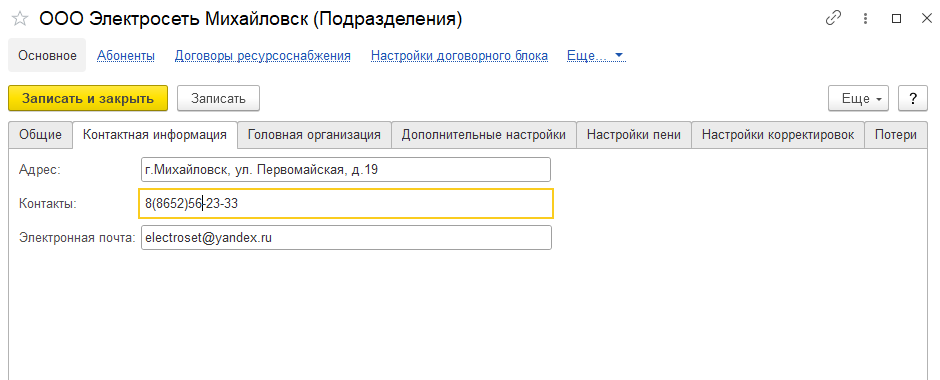 ООО Электросеть Михайловск (Подразделения)
Основное Абоненты Договоры ресурсоснабжения Настройки договорного блока Еще...
Записать и закрыть Записать Еще ?
Общие Контактная информация Головная организация Дополнительные настройки Настройки пени Настройки корректировок Потери
Адрес: г.Михайловск, ул. Первомайская, д.19
Контакты: 8(8652)56-23-33
Электронная почта: electroset@yandex.ru